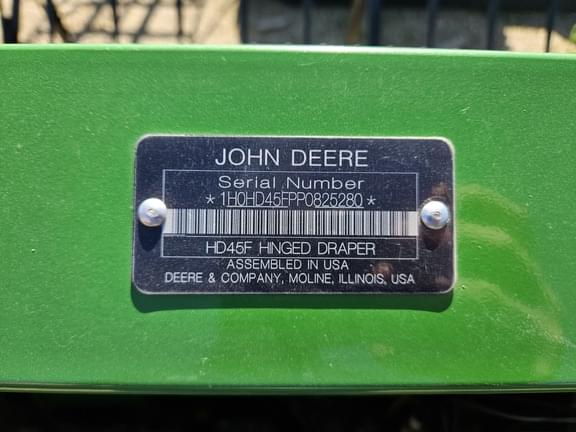 JOHN DEERE
Serial Number
*1H0HD45FPP0825280*
HD45F HINGED DRAPER
ASSEMBLED IN USA
DEERE & COMPANY, MOLINE, ILLINOIS, USA